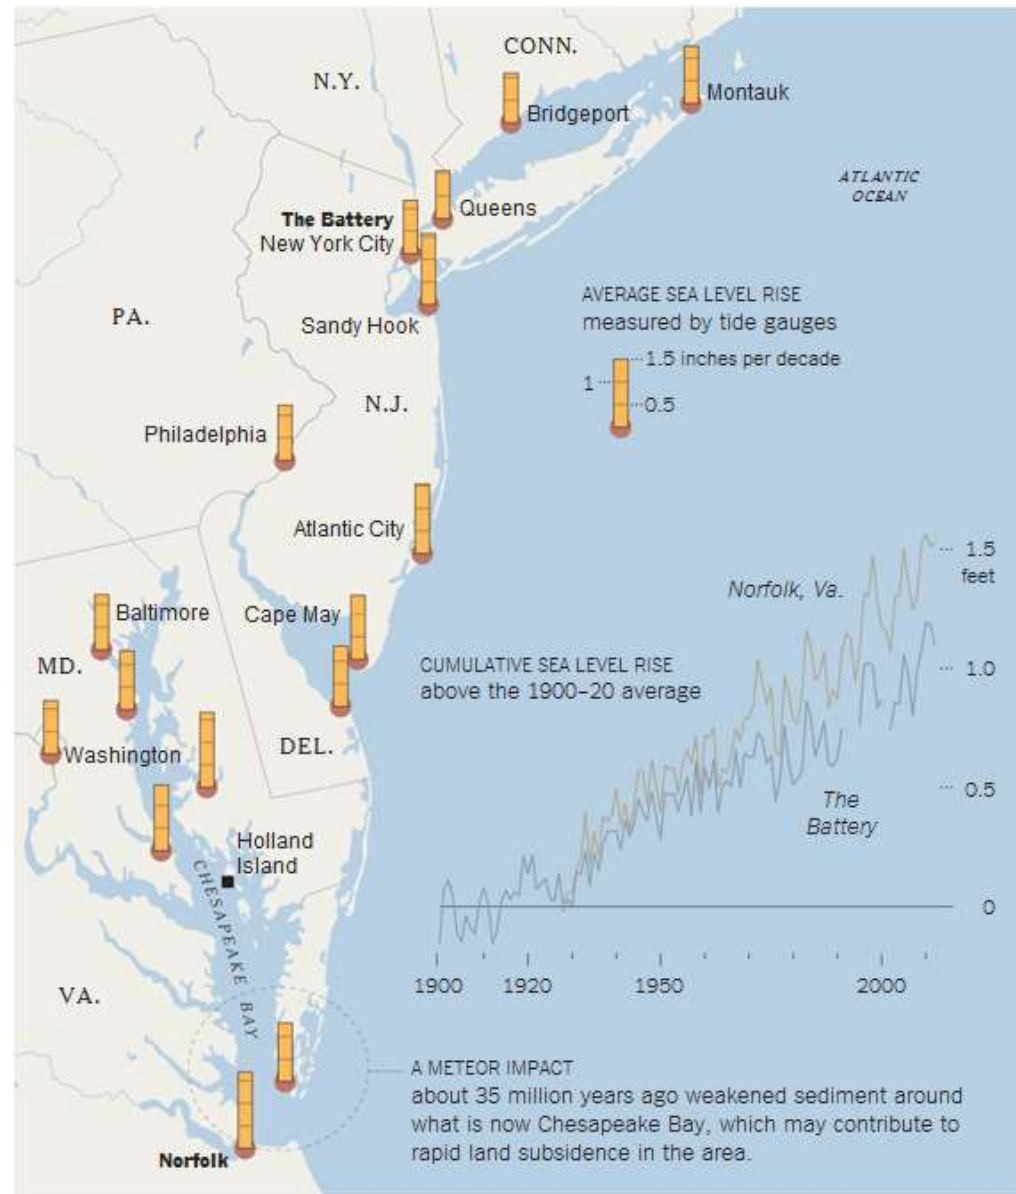 CONN.
N.Y.
Montauk
Bridgeport
ATLANTIC
OCEAN
Queens
The Battery
New York City
Sandy Hook
PA.
AVERAGE SEA LEVEL RISE
measured by tide gauges
1.5 inches per decade
1
0.5
N.J.
Philadelphia
Atlantic City
1.5
feet
Norfolk, Va.
Baltimore
Cape May
MD.
CUMULATIVE SEA LEVEL RISE
above the 1900–20 average
1.0
Washington
DEL.
0.5
The
Battery
Holland
Island
CHESAPEAKE BAY
0
1900
1920
1950
2000
VA.
A METEOR IMPACT
about 35 million years ago weakened sediment around
what is now Chesapeake Bay, which may contribute to
rapid land subsidence in the area.
Norfolk